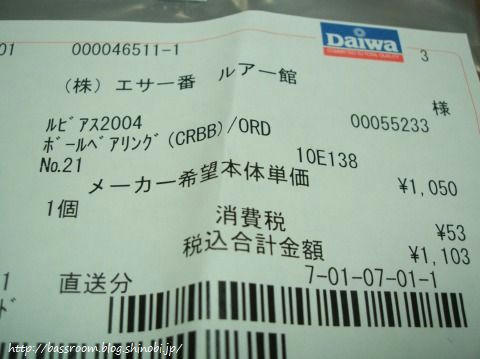 01 000046511-1
Daiwa
3
(株) エサ一番 ルアー館
様
ルビアス2004
00055233
ボールベアリング(CRBB)/ORD
No.21 10E138
メーカー希望本体単価 ¥1,050
1個
消費税 ¥53
税込合計金額 ¥1,103
1 直送分 7-01-07-01-1
ド
http://bassroom.blog.shinobi.jp/